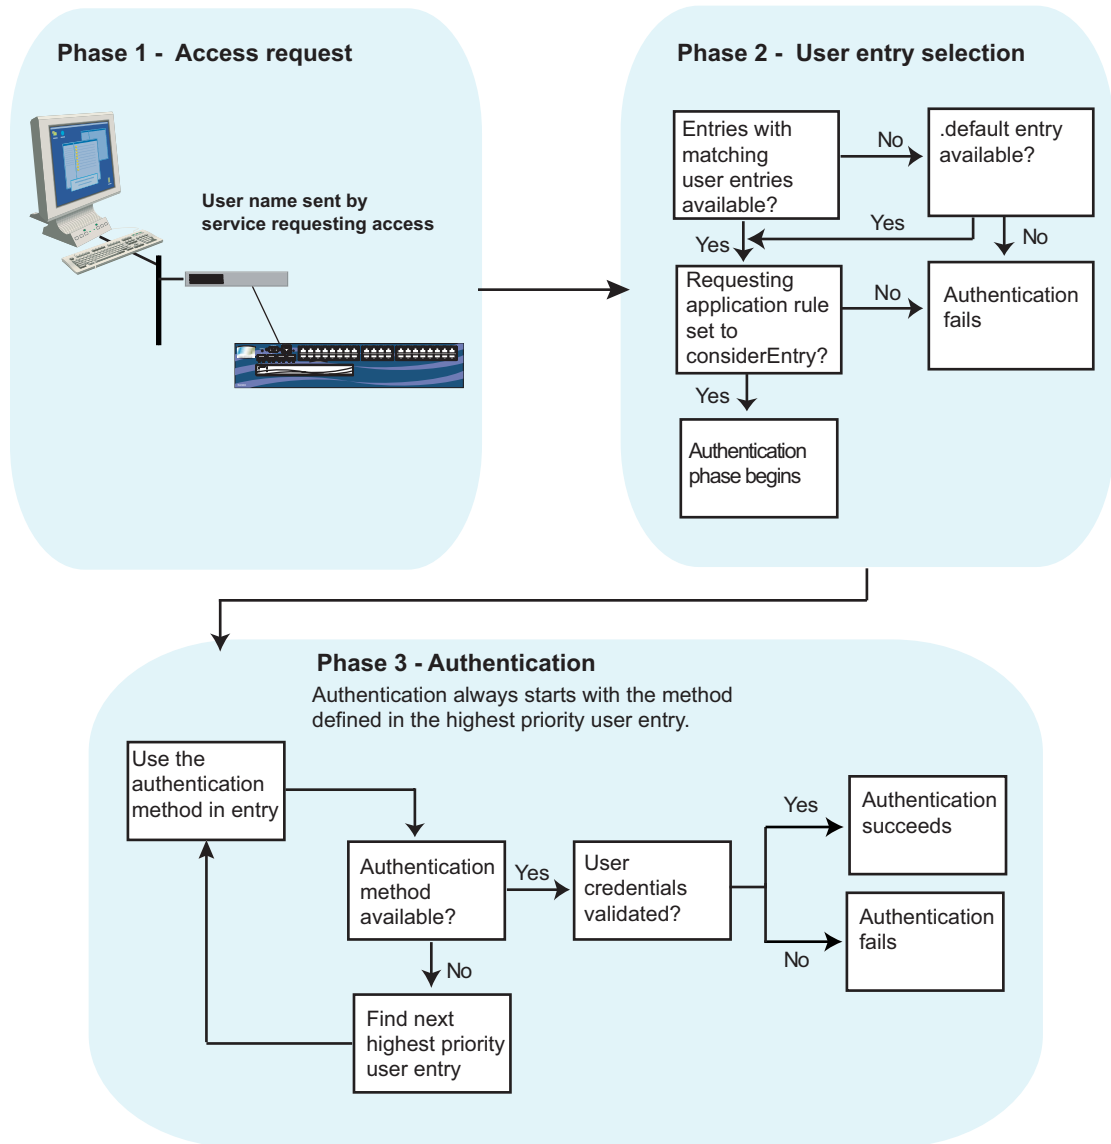 Phase 1 - Access request
User name sent by
service requesting access
Phase 2 - User entry selection
Entries with
matching
user entries
available?
No
.default entry
available?
Yes
Yes
No
Requesting
application rule
set to
considerEntry?
No
Authentication
fails
Yes
Authentication
phase begins
Phase 3 - Authentication
Authentication always starts with the method
defined in the highest priority user entry.
Use the
authentication
method in entry
Authentication
method
available?
Yes
User
credentials
validated?
Yes
Authentication
succeeds
No
Authentication
fails
No
Find next
highest priority
user entry